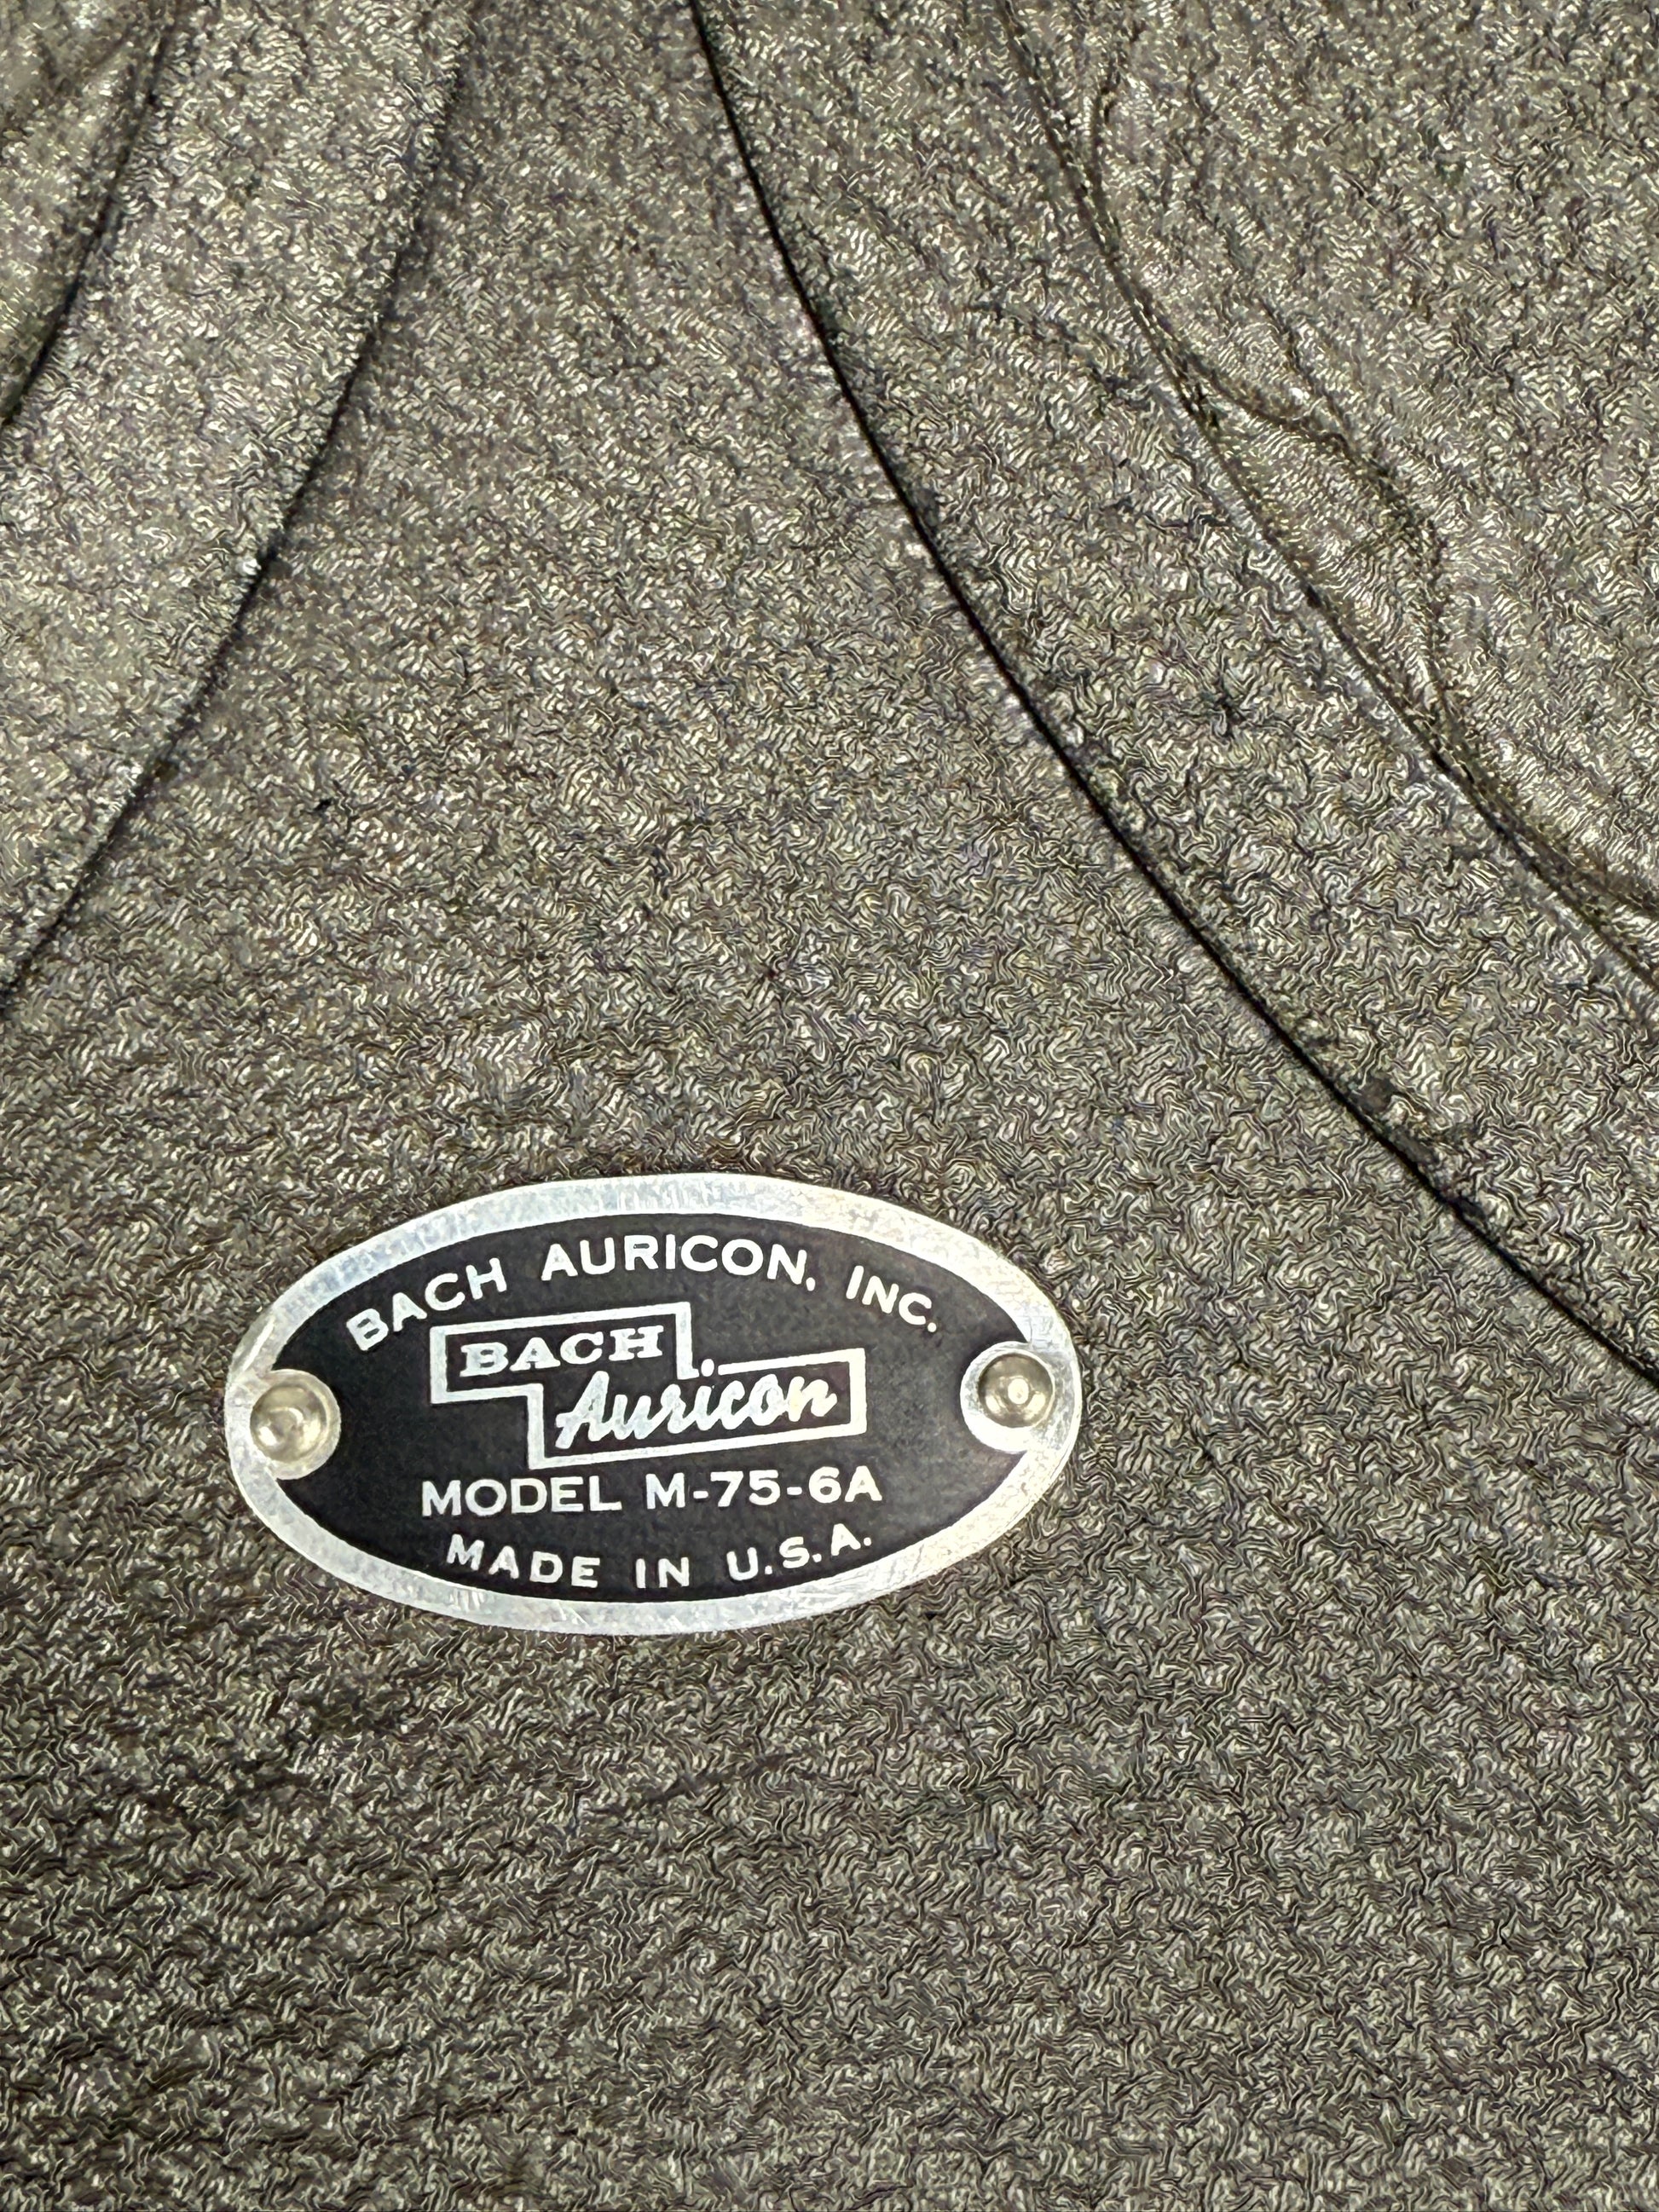 BACH AURICON, INC.
BACH
Auricon
MODEL M-75-6A
MADE IN U.S.A.